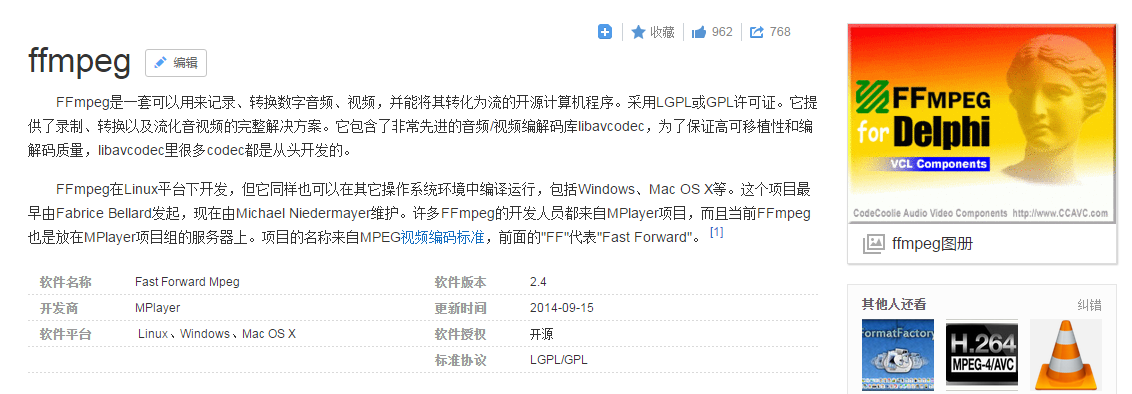 收藏 962 768
ffmpeg 编辑
FFmpeg是一套可以用来记录、转换数字音频、视频，并能将其转化为流的开源计算机程序。采用LGPL或GPL许可证。它提
供了录制、转换以及流化音视频的完整解决方案。它包含了非常先进的音频/视频编解码库libavcodec，为了保证高可移植性和编
解码质量，libavcodec里很多codec都是从头开发的。
FFmpeg在Linux平台下开发，但它同样也可以在其它操作系统环境中编译运行，包括Windows、Mac OS X等。这个项目最
早由Fabrice Bellard发起，现在由Michael Niedermayer维护。许多FFmpeg的开发人员都来自MPlayer项目，而且当前FFmpeg
也是放在MPlayer项目组的服务器上。项目的名称来自MPEG视频编码标准，前面的"FF"代表"Fast Forward"。 [1]
软件名称 Fast Forward Mpeg 软件版本 2.4
开发商 MPlayer 更新时间 2014-09-15
软件平台 Linux、Windows、Mac OS X 软件授权 开源
标准协议 LGPL/GPL
FFMPEG
for Delphi
VCL Components
CodeCoolie Audio Video Components http://www.CCAVC.com
ffmpeg图册
其他人还看 纠错
FormatFactory
H.264
MPEG-4/AVC